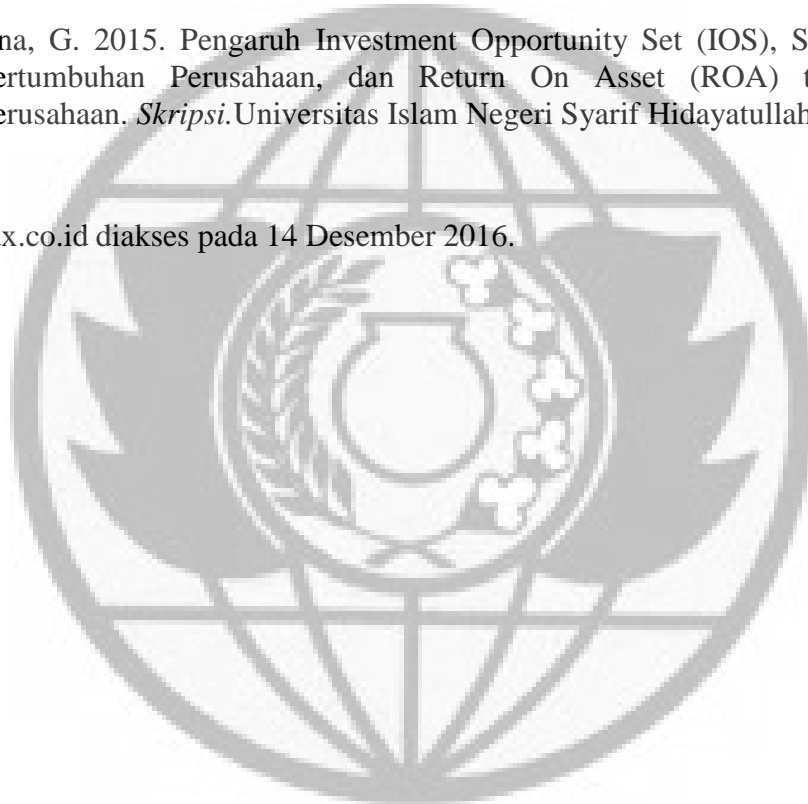 na, G. 2015. Pengaruh Investment Opportunity Set (IOS), S
ertumbuhan Perusahaan, dan Return On Asset (ROA) t
erusahaan. Skripsi.Universitas Islam Negeri Syarif Hidayatullah
x.co.id diakses pada 14 Desember 2016.